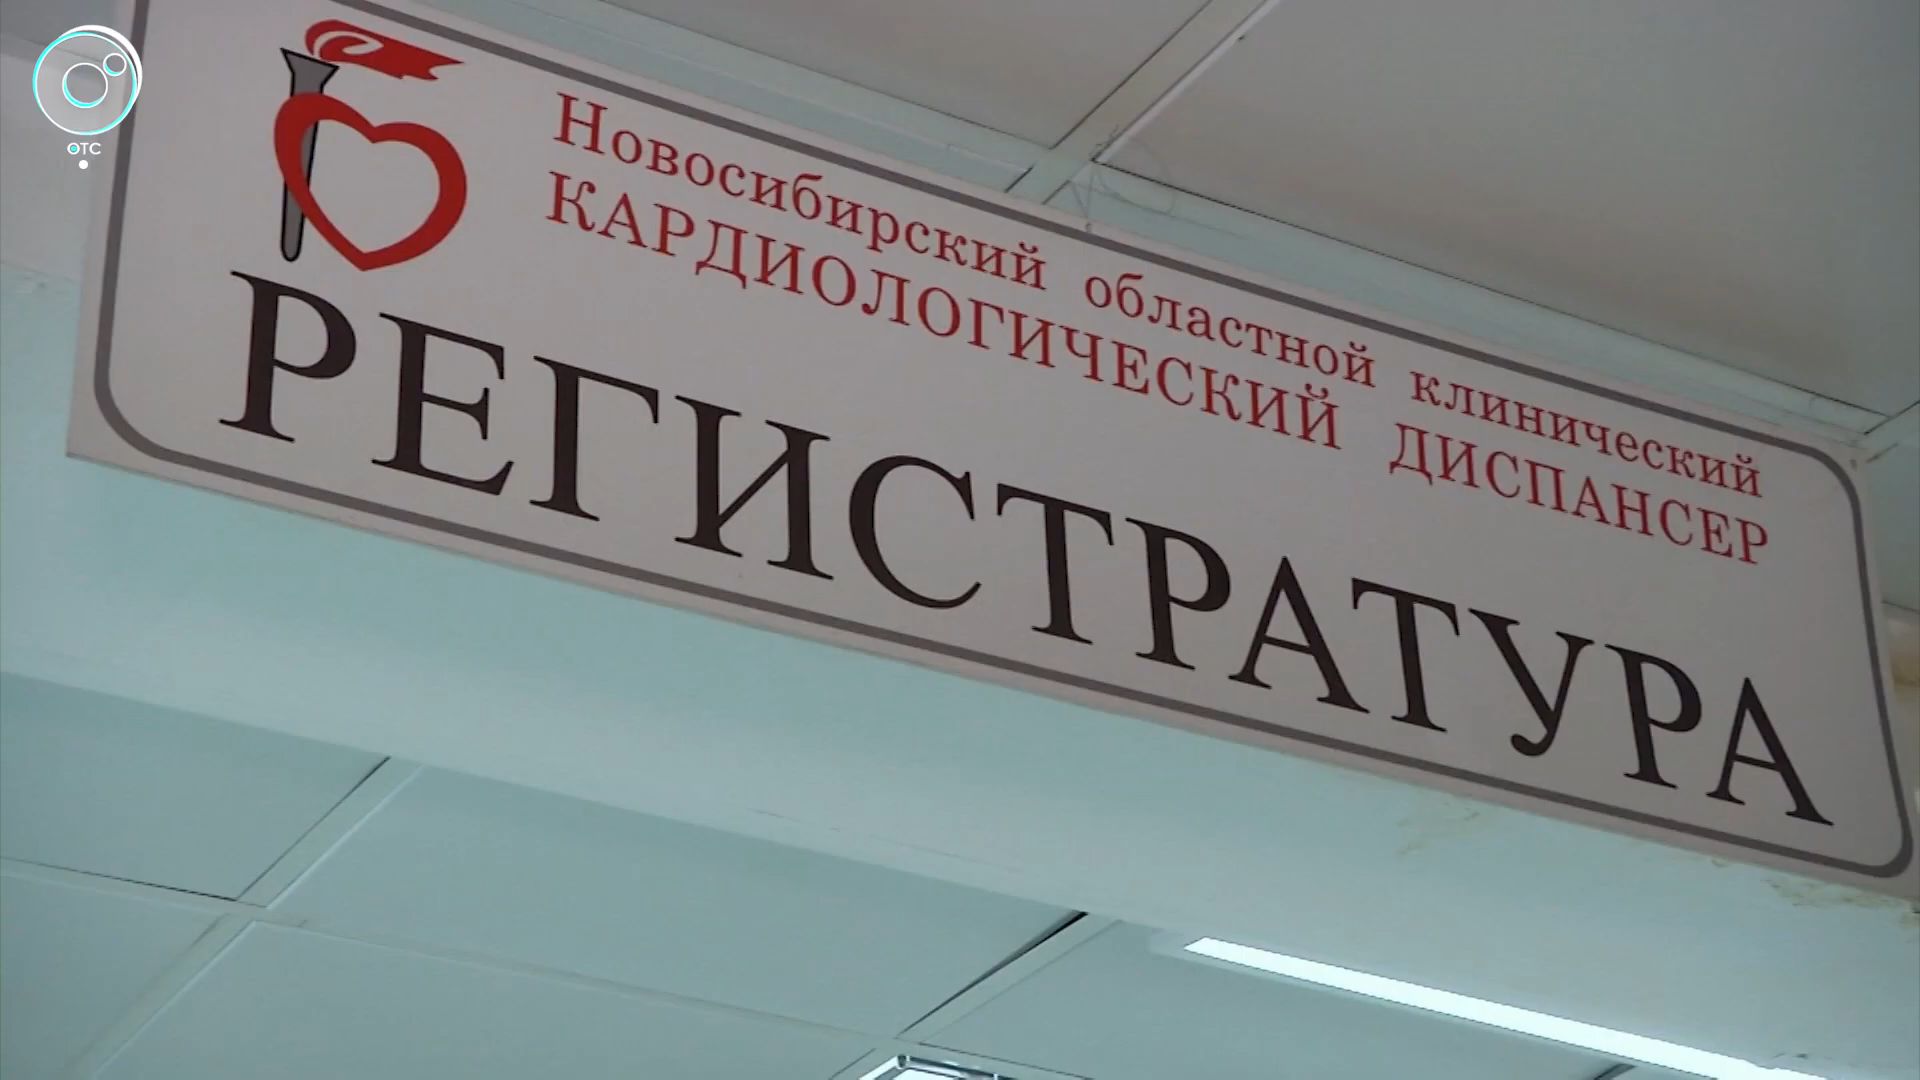 ОТС
Новосибирский областной клинический
КАРДИОЛОГИЧЕСКИЙ ДИСПАНСЕР
РЕГИСТРАТУРА